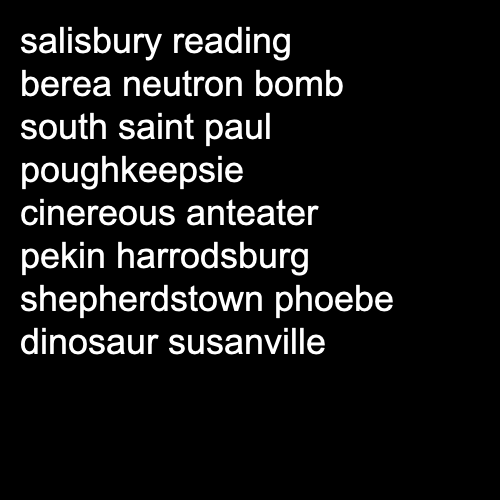 salisbury reading
berea neutron bomb
south saint paul
poughkeepsie
cinereous anteater
pekin harrodsburg
shepherdstown phoebe
dinosaur susanville